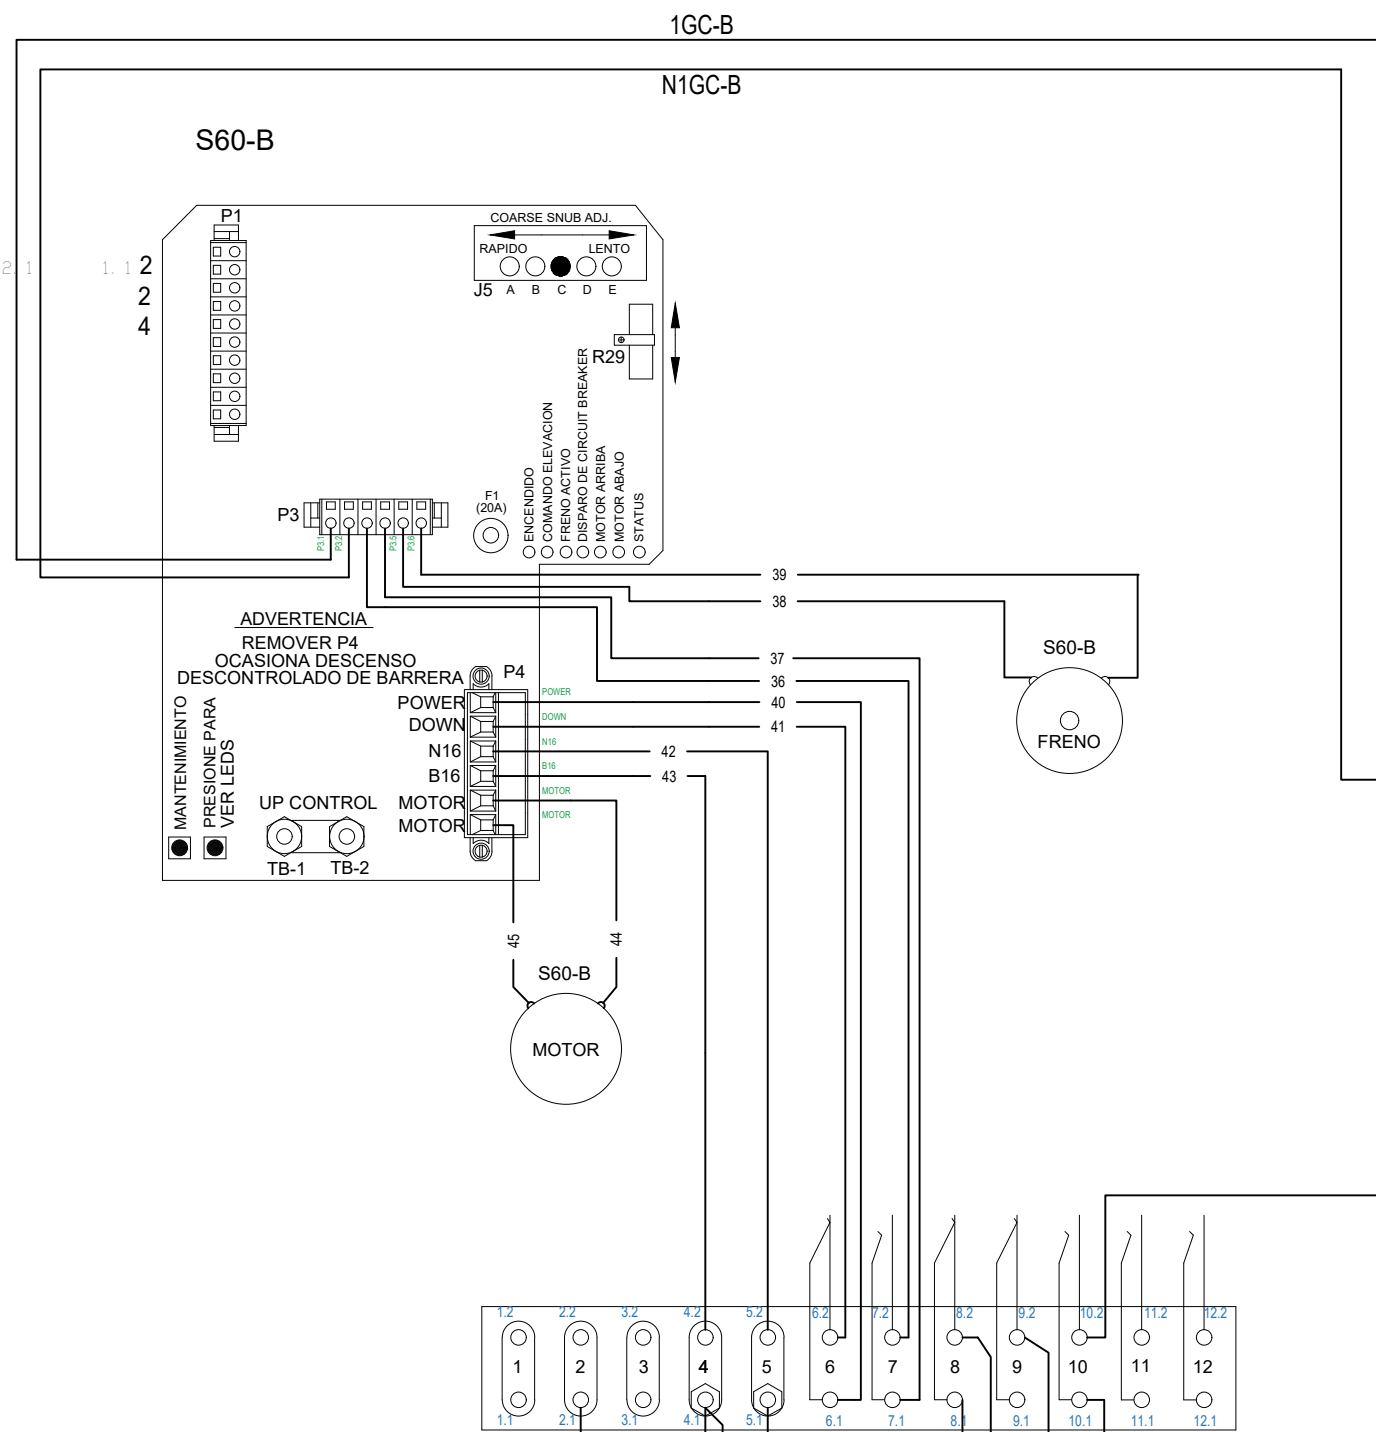 1GC-B
N1GC-B
S60-B
P1
COARSE SNUB ADJ.
RAPIDO LENTO
J5 A B C D E
2.1 1.1 2
2
4
R29
ENCENDIDO
COMANDO ELEVACION
FRENO ACTIVO
DISPARO DE CIRCUIT BREAKER
MOTOR ARRIBA
MOTOR ABAJO
STATUS
F1
(20A)
P3
P3.1 P3.2 P3.5 P3.6
39
38
37
36
40
41
42
43
ADVERTENCIA
REMOVER P4
OCASIONA DESCENSO
DESCONTROLADO DE BARRERA
P4
POWER POWER
DOWN DOWN
N16 N16
B16 B16
MOTOR MOTOR
MOTOR MOTOR
MANTENIMIENTO
PRESIONE PARA
VER LEDS
UP CONTROL
TB-1 TB-2
S60-B
FRENO
45 44
S60-B
MOTOR
1.2 2.2 3.2 4.2 5.2 6.2 7.2 8.2 9.2 10.2 11.2 12.2
1 2 3 4 5 6 7 8 9 10 11 12
1.1 2.1 3.1 4.1 5.1 6.1 7.1 8.1 9.1 10.1 11.1 12.1